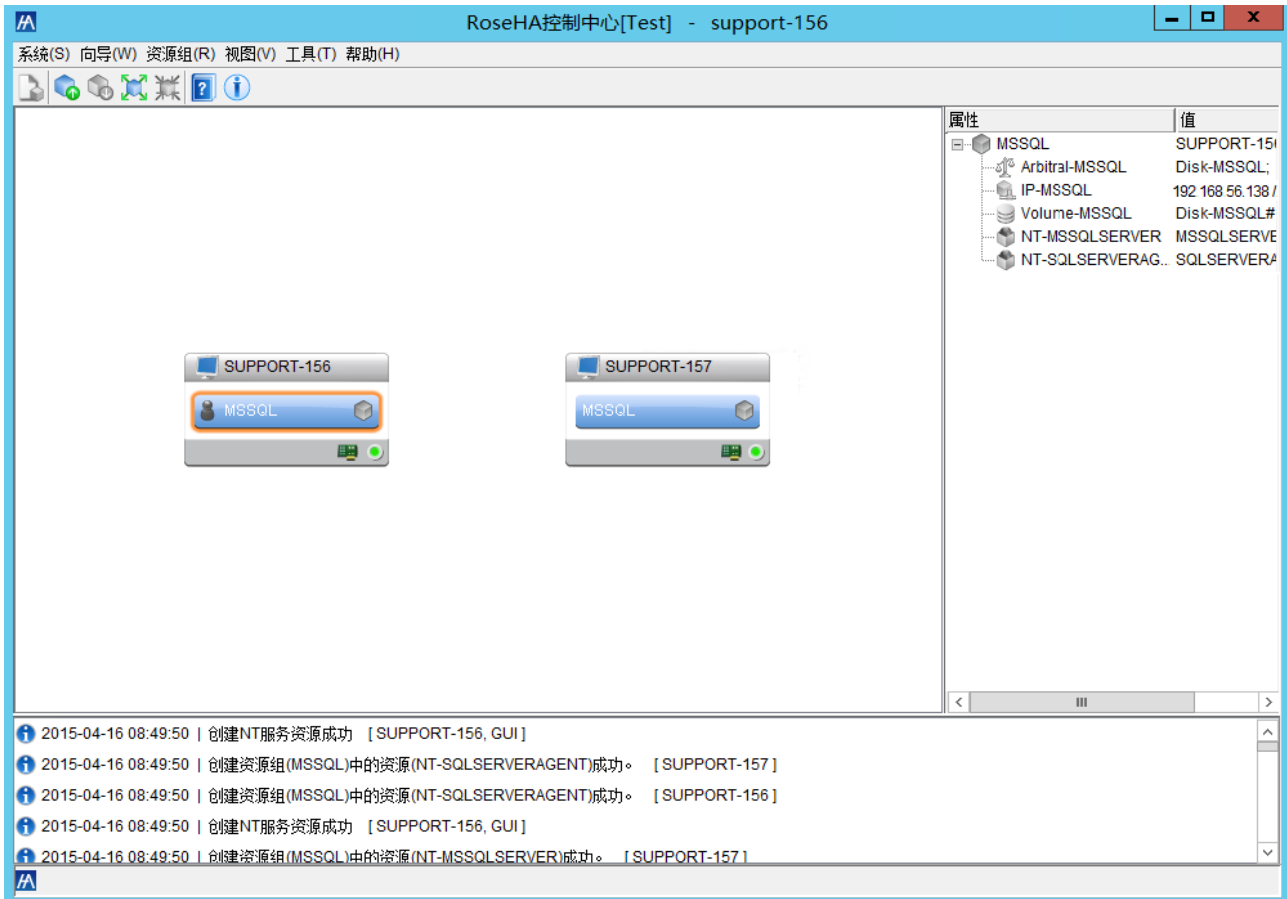 RoseHA控制中心[Test] - support-156
系统(S) 向导(W) 资源组(R) 视图(V) 工具(T) 帮助(H)
属性 值
MSSQL SUPPORT-156
Arbitral-MSSQL Disk-MSSQL;
IP-MSSQL 192.168.56.138 /
Volume-MSSQL Disk-MSSQL#
NT-MSSQLSERVER MSSQLSERVE
NT-SQLSERVERAG... SQLSERVERA
SUPPORT-156
MSSQL
SUPPORT-157
MSSQL
2015-04-16 08:49:50 | 创建NT服务资源成功 [ SUPPORT-156, GUI ]
2015-04-16 08:49:50 | 创建资源组(MSSQL)中的资源(NT-SQLSERVERAGENT)成功。 [ SUPPORT-157 ]
2015-04-16 08:49:50 | 创建资源组(MSSQL)中的资源(NT-SQLSERVERAGENT)成功。 [ SUPPORT-156 ]
2015-04-16 08:49:50 | 创建NT服务资源成功 [ SUPPORT-156, GUI ]
2015-04-16 08:49:50 | 创建资源组(MSSQL)中的资源(NT-MSSQLSERVER)成功。 [ SUPPORT-157 ]